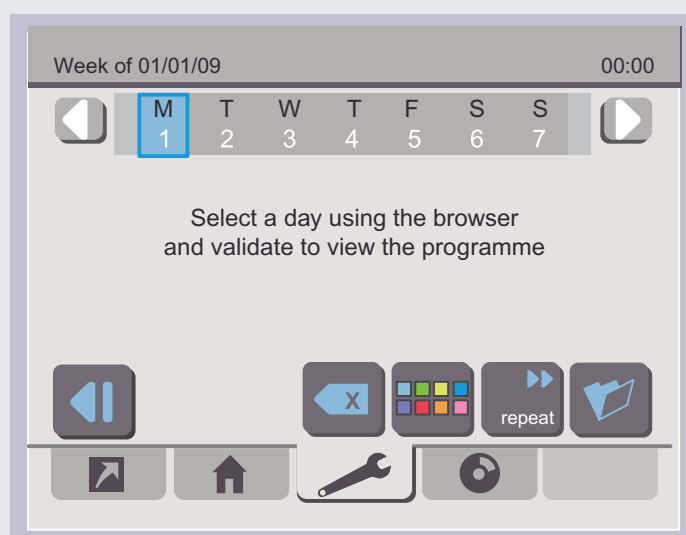 Week of 01/01/09 00:00
M T W T F S S
1 2 3 4 5 6 7
Select a day using the browser
and validate to view the programme
X
repeat